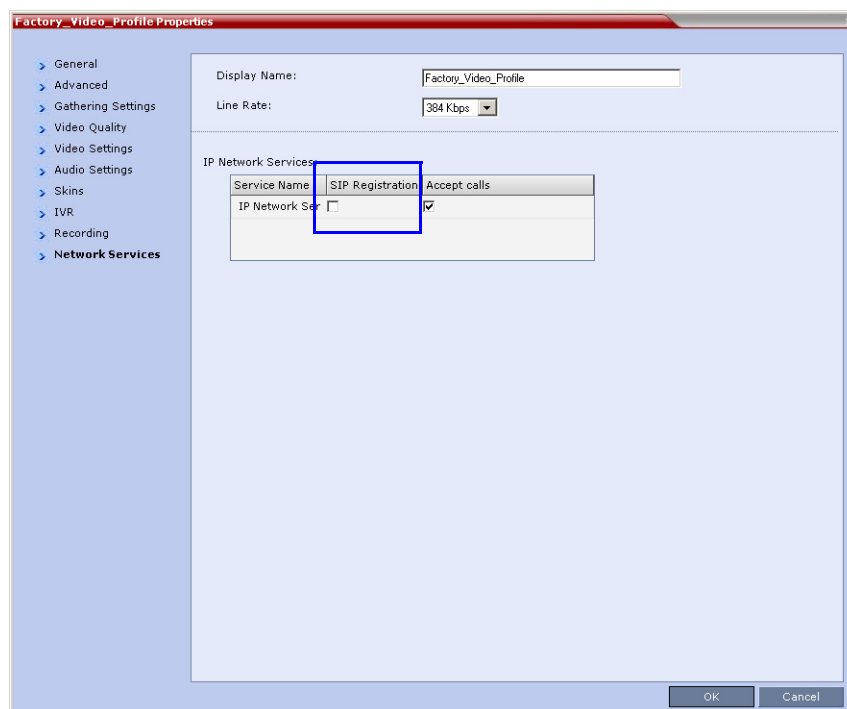 Factory_Video_Profile Properties
General
Advanced
Gathering Settings
Video Quality
Video Settings
Audio Settings
Skins
IVR
Recording
Network Services
Display Name: Factory_Video_Profile
Line Rate: 384 Kbps
IP Network Services:
Service Name SIP Registration Accept calls
IP Network Ser
OK Cancel